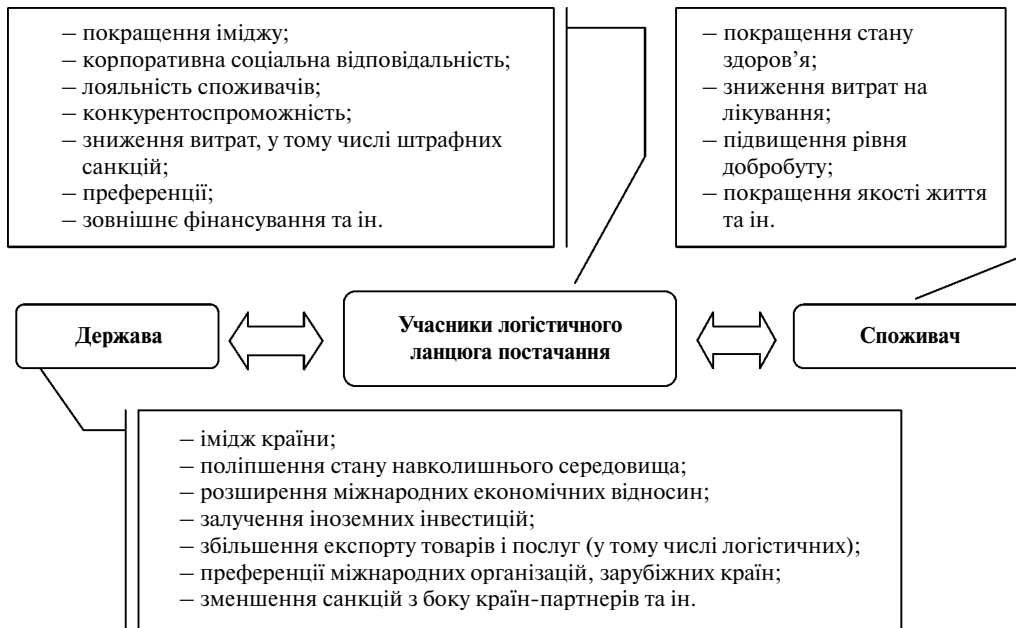 – покращення іміджу;
– корпоративна соціальна відповідальність;
– лояльність споживачів;
– конкурентоспроможність;
– зниження витрат, у тому числі штрафних
санкцій;
– преференції;
– зовнішнє фінансування та ін.
– покращення стану
здоров’я;
– зниження витрат на
лікування;
– підвищення рівня
добробуту;
– покращення якості життя
та ін.
Держава
Учасники логістичного
ланцюга постачання
Споживач
– імідж країни;
– поліпшення стану навколишнього середовища;
– розширення міжнародних економічних відносин;
– залучення іноземних інвестицій;
– збільшення експорту товарів і послуг (у тому числі логістичних);
– преференції міжнародних організацій, зарубіжних країн;
– зменшення санкцій з боку країн-партнерів та ін.